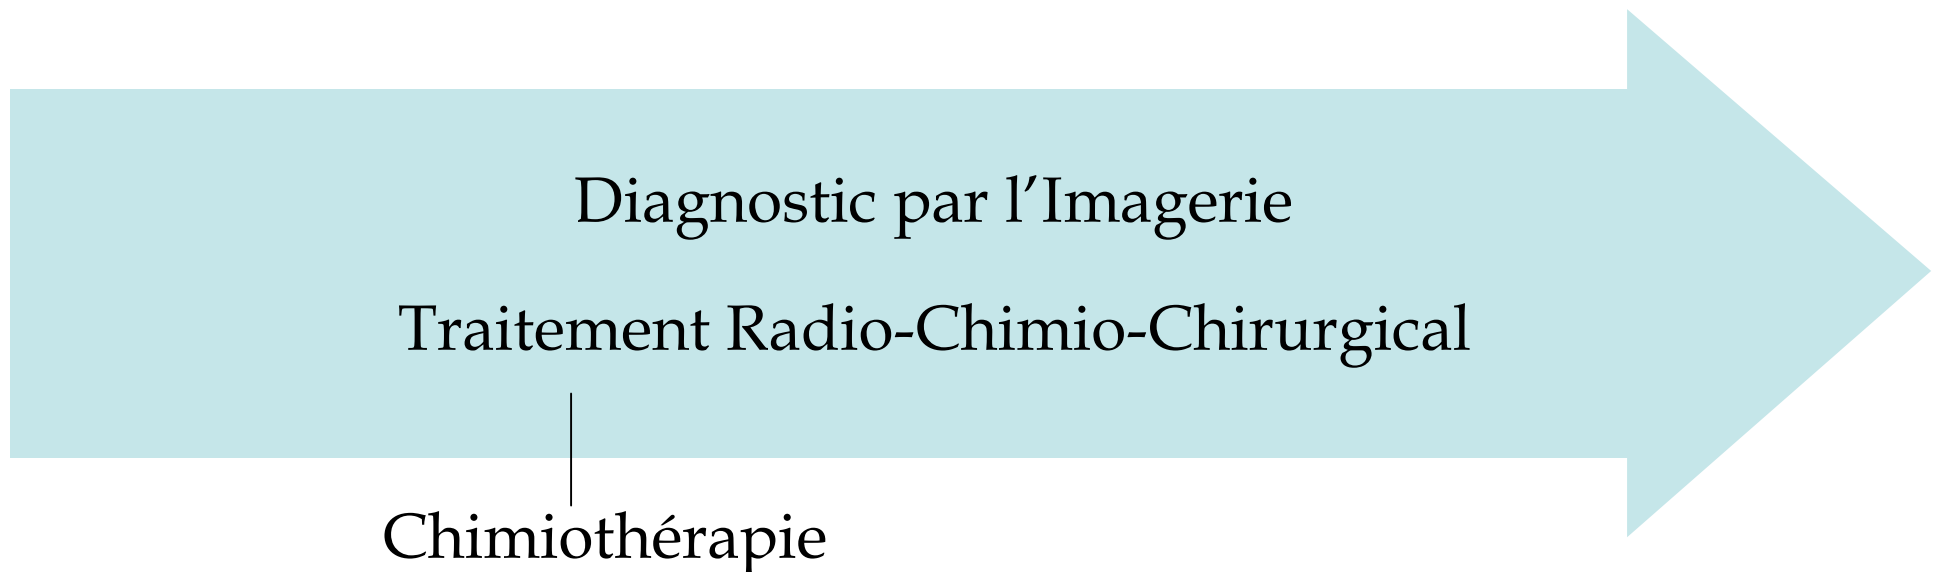 Diagnostic par l’Imagerie
Traitement Radio-Chimio-Chirurgical
Chimiothérapie